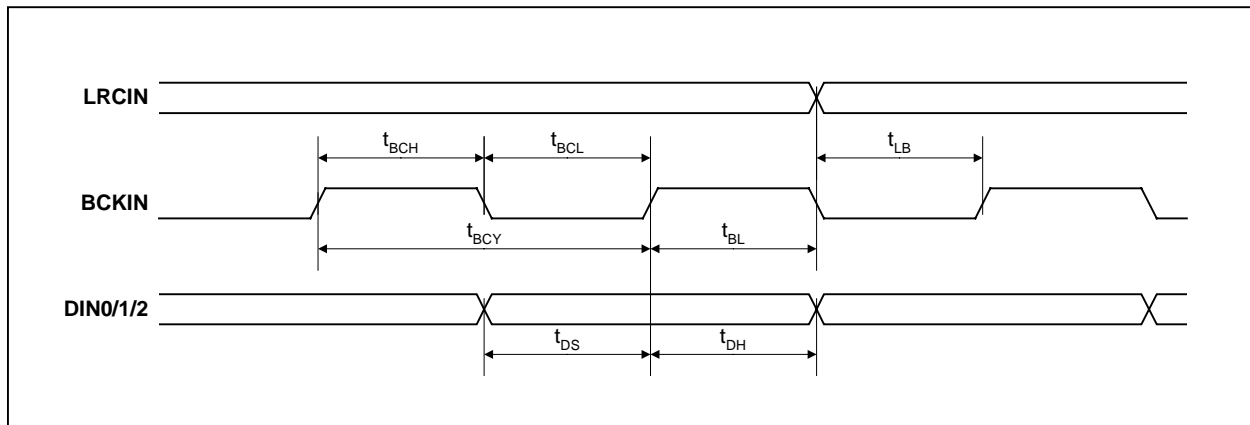 LRCIN
tBCH
tBCL
tLB
BCKIN
tBCY
tBL
DIN0/1/2
tDS
tDH